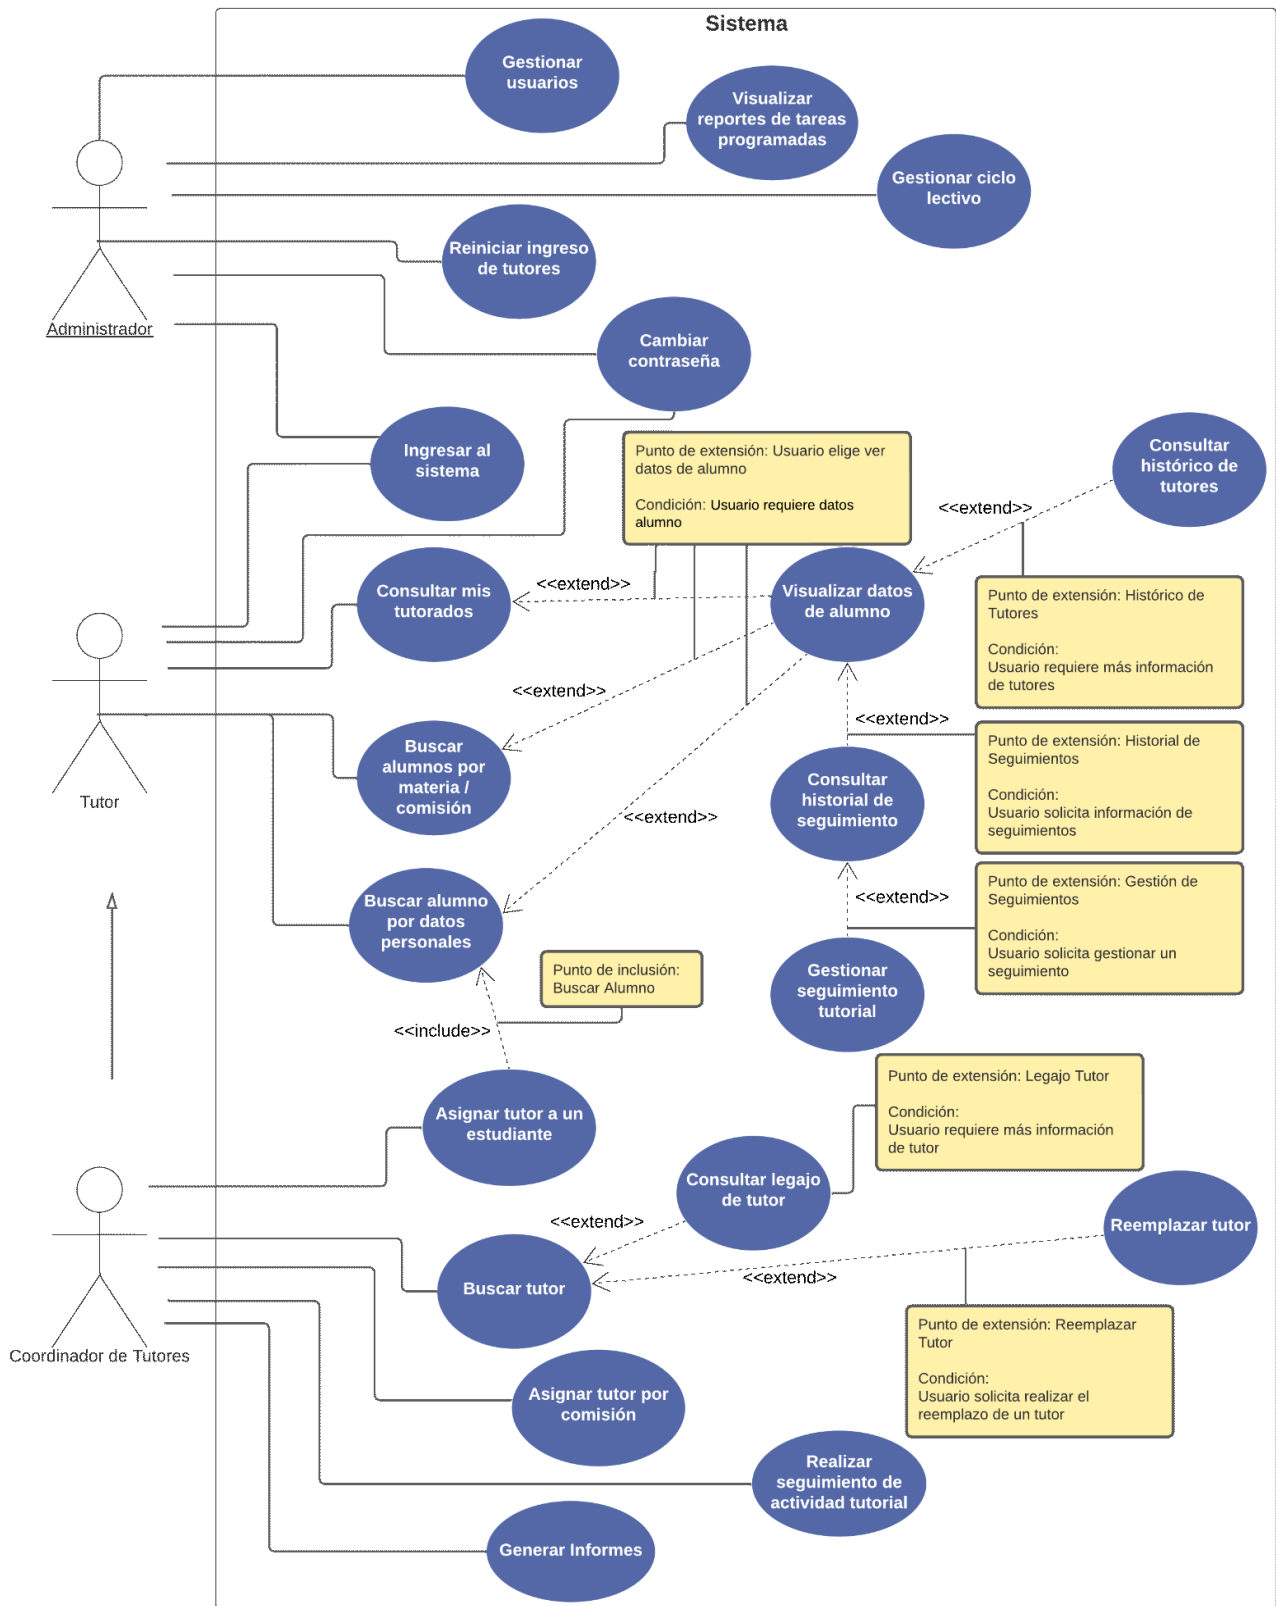 Sistema
Gestionar
usuarios
Visualizar
reportes de tareas
programadas
Gestionar ciclo
lectivo
Reiniciar ingreso
de tutores
Administrador
Cambiar
contraseña
Ingresar al
sistema
Punto de extensión: Usuario elige ver
datos de alumno
Condición: Usuario requiere datos
alumno
Consultar
histórico de
tutores
<<extend>>
Consultar mis
tutorados
<<extend>>
Visualizar datos
de alumno
Punto de extensión: Histórico de
Tutores
Condición:
Usuario requiere más información
de tutores
<<extend>>
<<extend>>
Tutor
Buscar
alumnos por
materia /
comisión
Consultar
historial de
seguimiento
Punto de extensión: Historial de
Seguimientos
Condición:
Usuario solicita información de
seguimientos
<<extend>>
Buscar alumno
por datos
personales
<<extend>>
Punto de extensión: Gestión de
Seguimientos
Condición:
Usuario solicita gestionar un
seguimiento
Punto de inclusión:
Buscar Alumno
Gestionar
seguimiento
tutorial
<<include>>
Asignar tutor a un
estudiante
Punto de extensión: Legajo Tutor
Condición:
Usuario requiere más información
de tutor
Consultar legajo
de tutor
<<extend>>
Reemplazar tutor
Buscar tutor
<<extend>>
Coordinador de Tutores
Punto de extensión: Reemplazar
Tutor
Condición:
Usuario solicita realizar el
reemplazo de un tutor
Asignar tutor por
comisión
Realizar
seguimiento de
actividad tutorial
Generar Informes